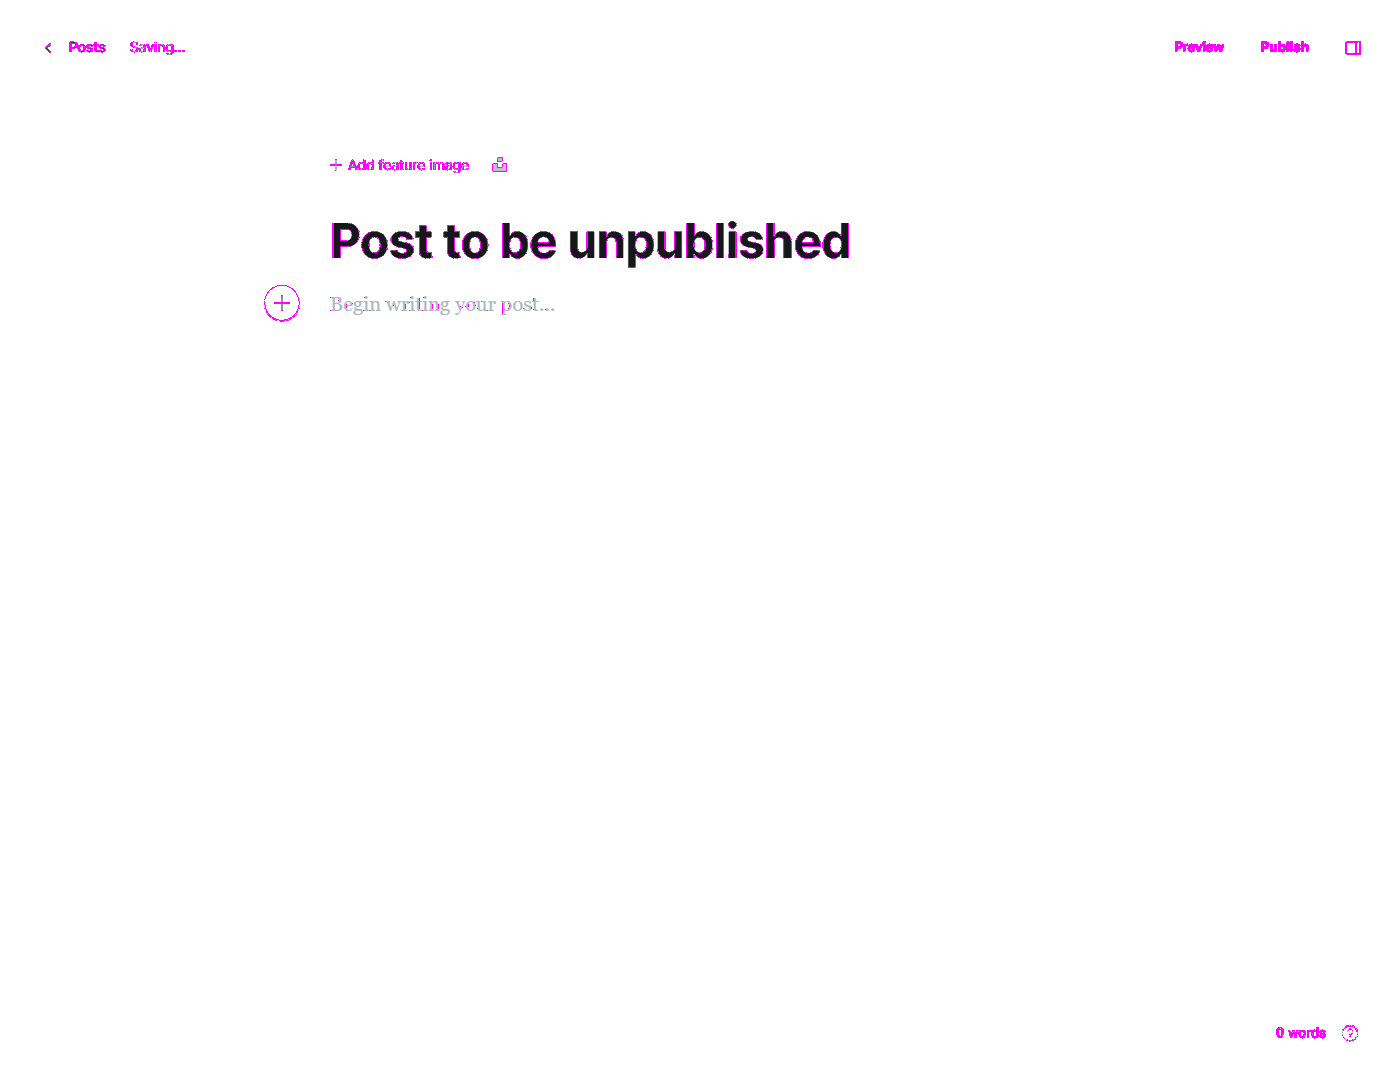 Posts Saving... Preview Publish
Add feature image
Post to be unpublished
Begin writing your post...
0 words